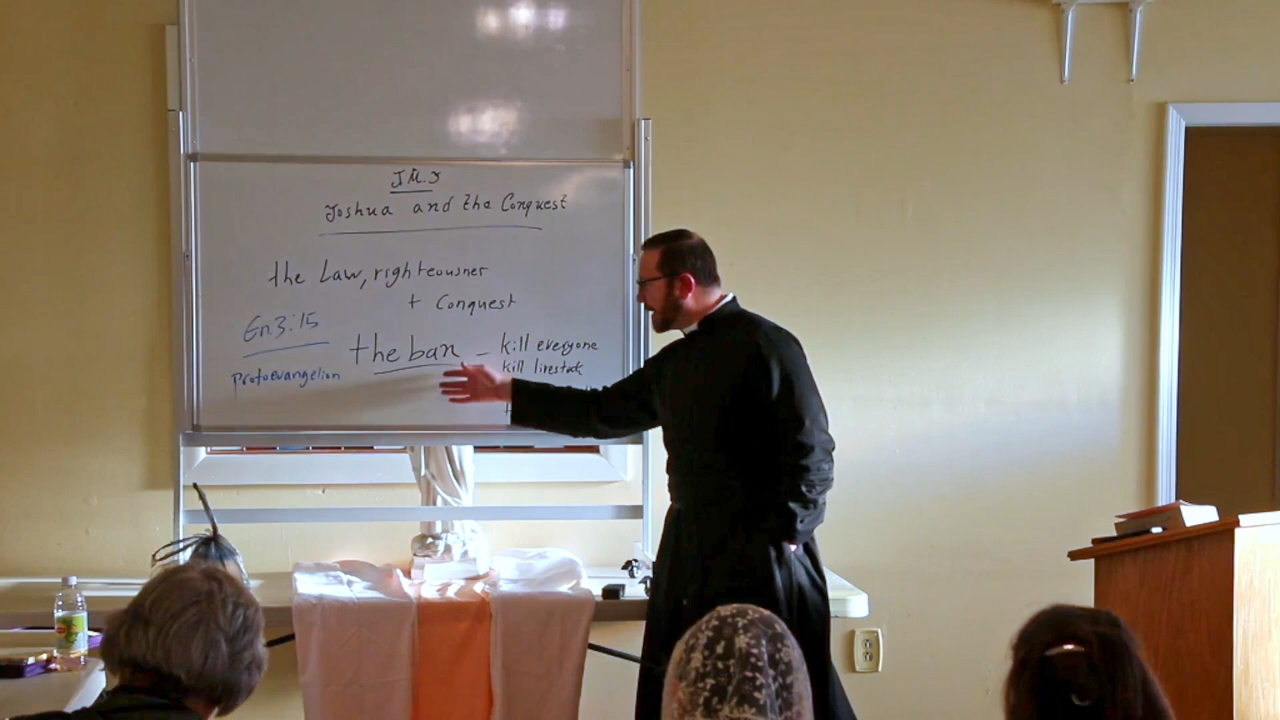 J.M.J
Joshua and the Conquest
the Law, righteousner
+ Conquest
Gn.3:15
the ban – kill everyone
kill livestock
protoevangelion